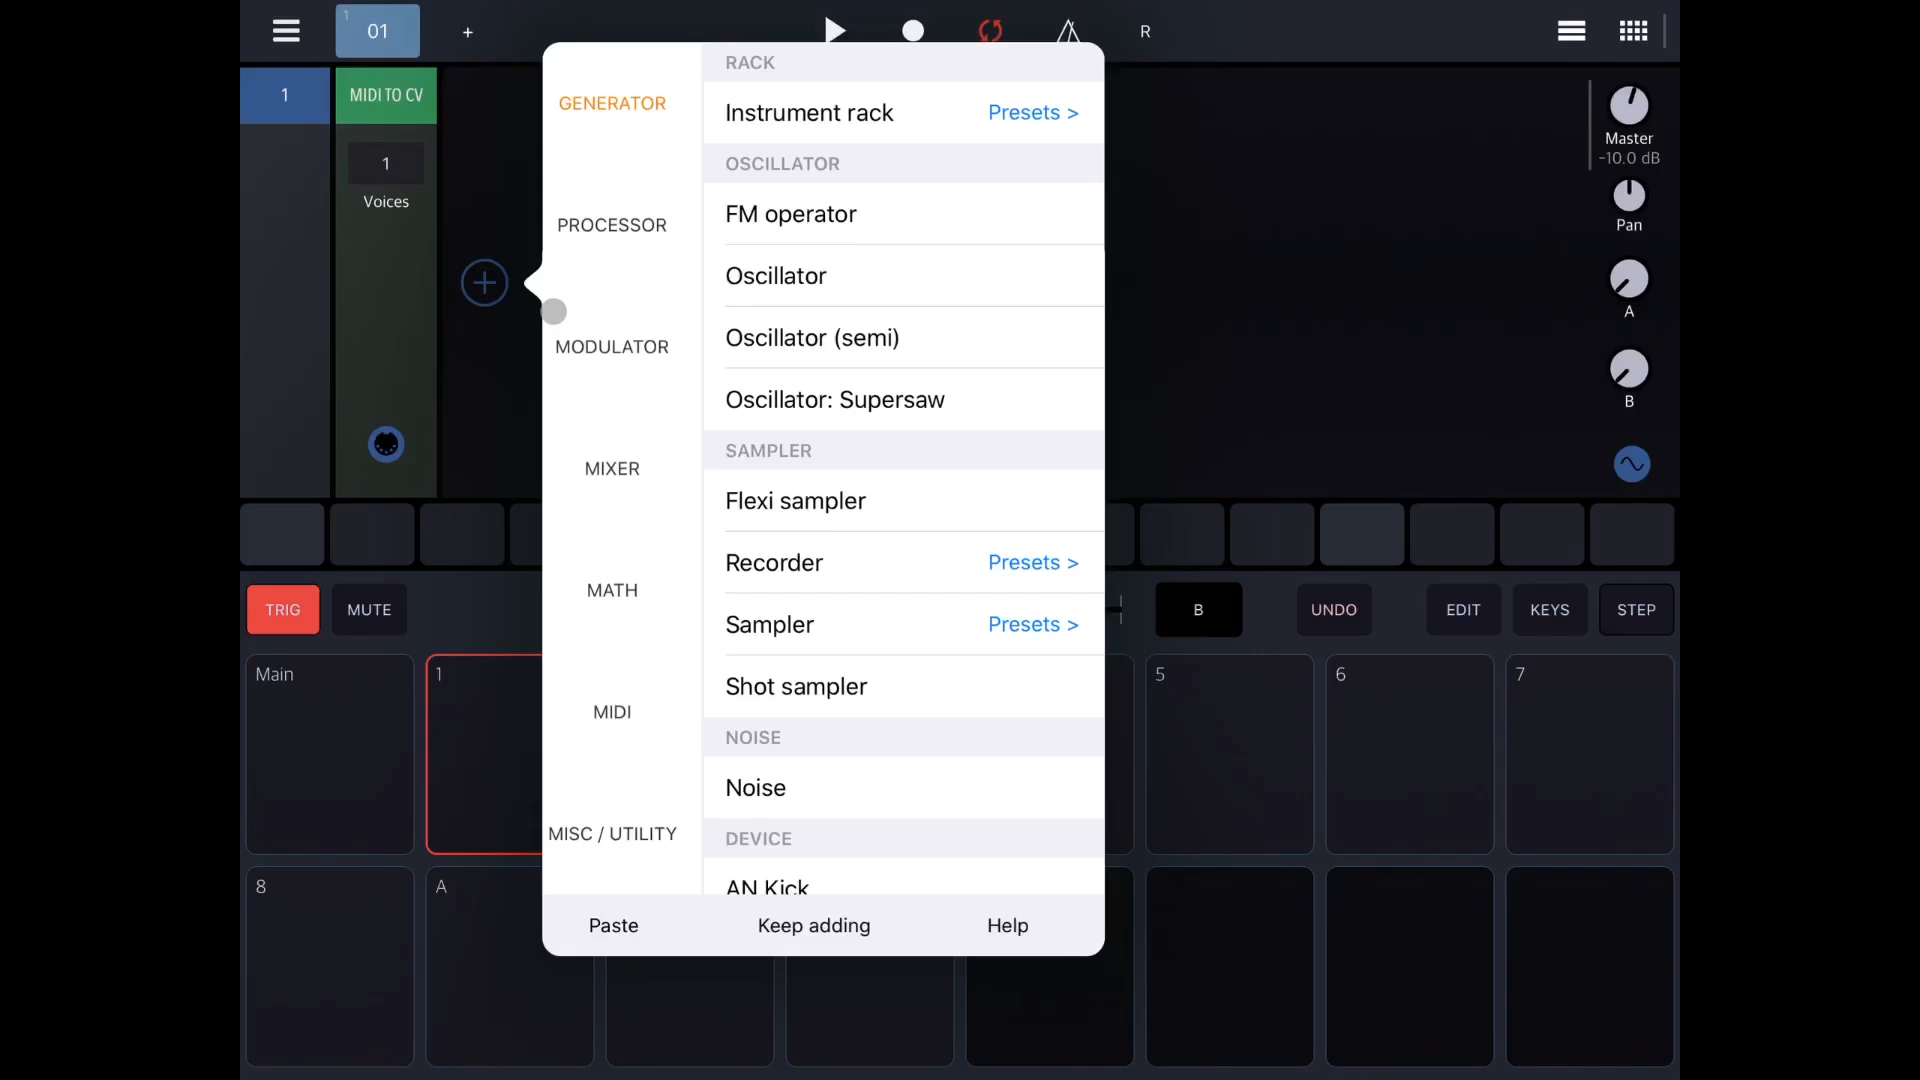 1
01
+
R
1
MIDI TO CV
1
Voices
GENERATOR
PROCESSOR
MODULATOR
MIXER
MATH
MIDI
MISC / UTILITY
RACK
Instrument rack Presets >
OSCILLATOR
FM operator
Oscillator
Oscillator (semi)
Oscillator: Supersaw
SAMPLER
Flexi sampler
Recorder Presets >
Sampler Presets >
Shot sampler
NOISE
Noise
DEVICE
AN Kick
Paste Keep adding Help
Master
-10.0 dB
Pan
A
B
TRIG MUTE B UNDO EDIT KEYS STEP
Main 1 5 6 7
8 A